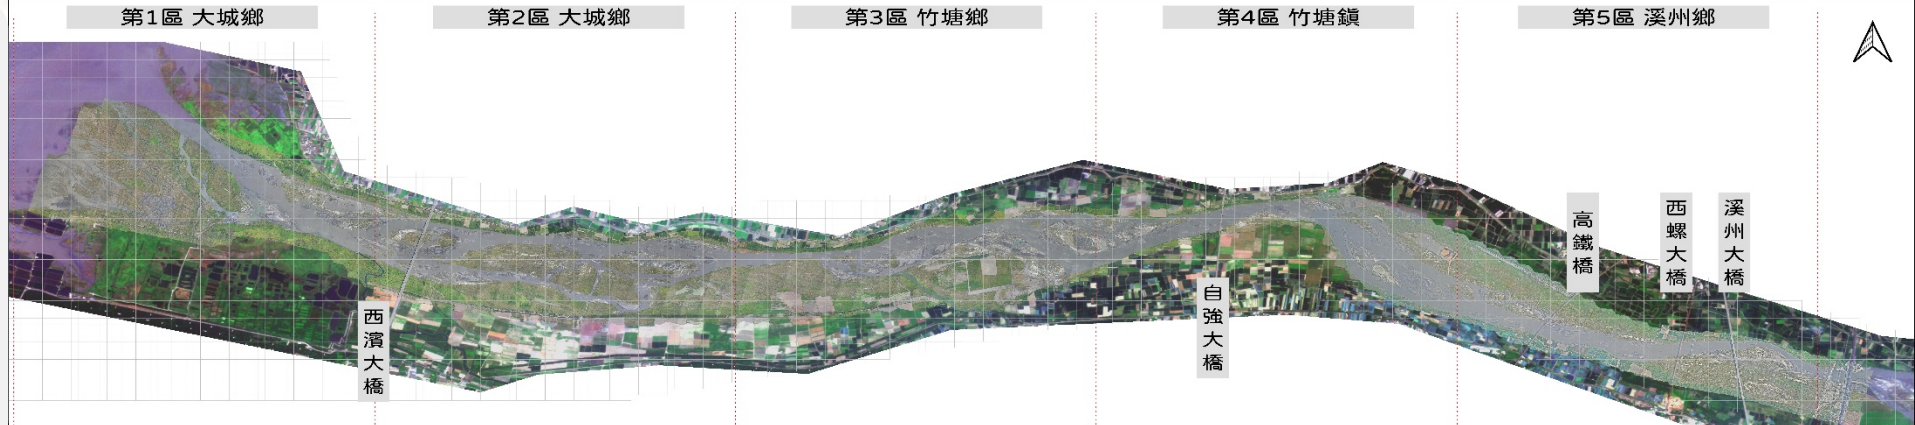 第1區 大城鄉
第2區 大城鄉
第3區 竹塘鄉
第4區 竹塘鎮
第5區 溪州鄉
西濱大橋
自強大橋
高鐵橋
西螺大橋
溪州大橋